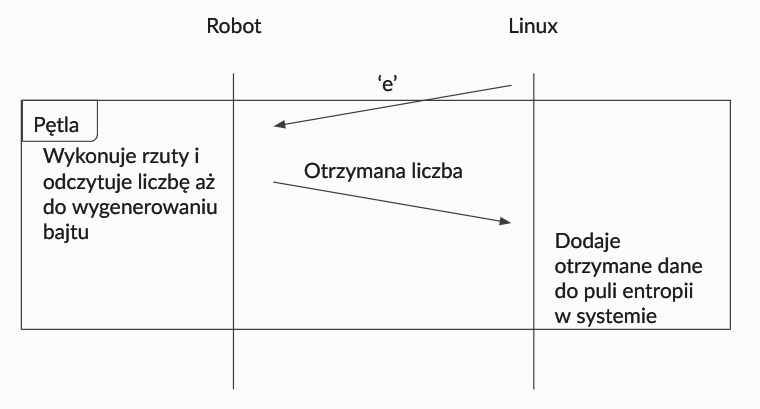 Robot
Linux
‘e’
Pętla
Wykonuje rzuty i
odczytuje liczbę aż
do wygenerowaniu
bajtu
Otrzymana liczba
Dodaje
otrzymane dane
do puli entropii
w systemie